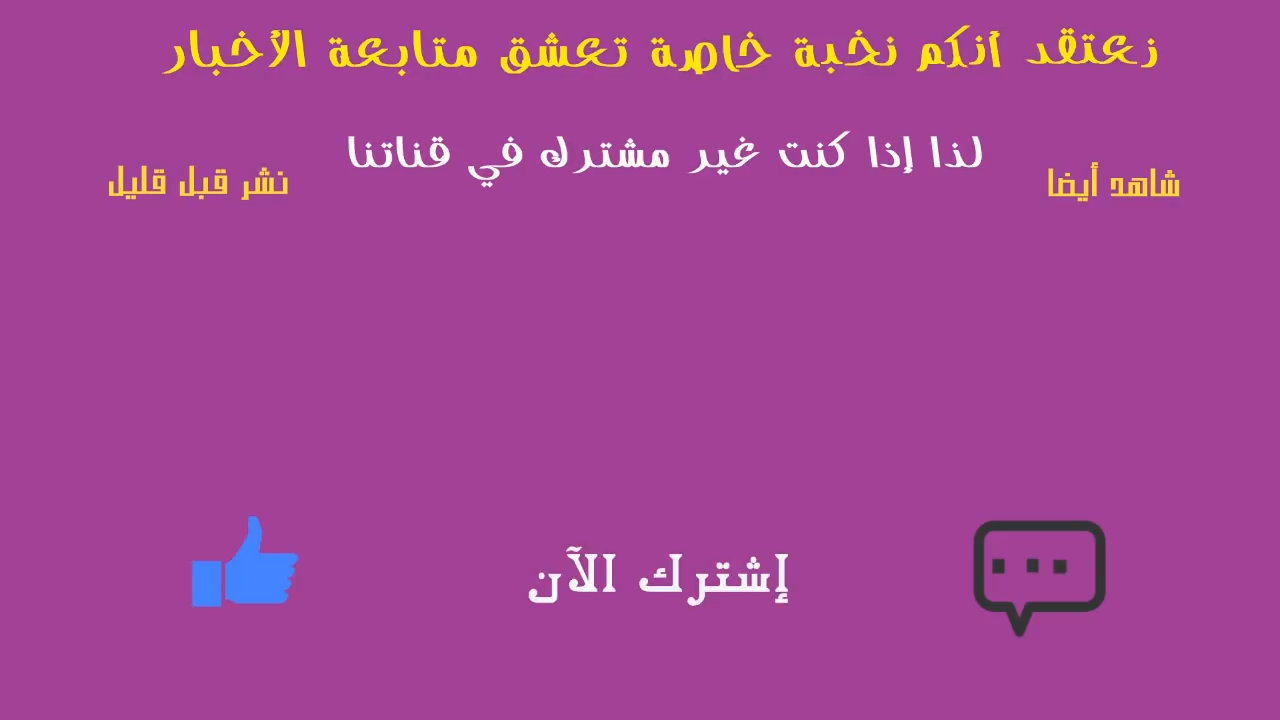 نعتقد أنكم نخبة خاصة تعشق متابعة الأخبار
لذا إذا كنت غير مشترك في قناتنا
شاهد أيضا
نشر قبل قليل
إشترك الآن